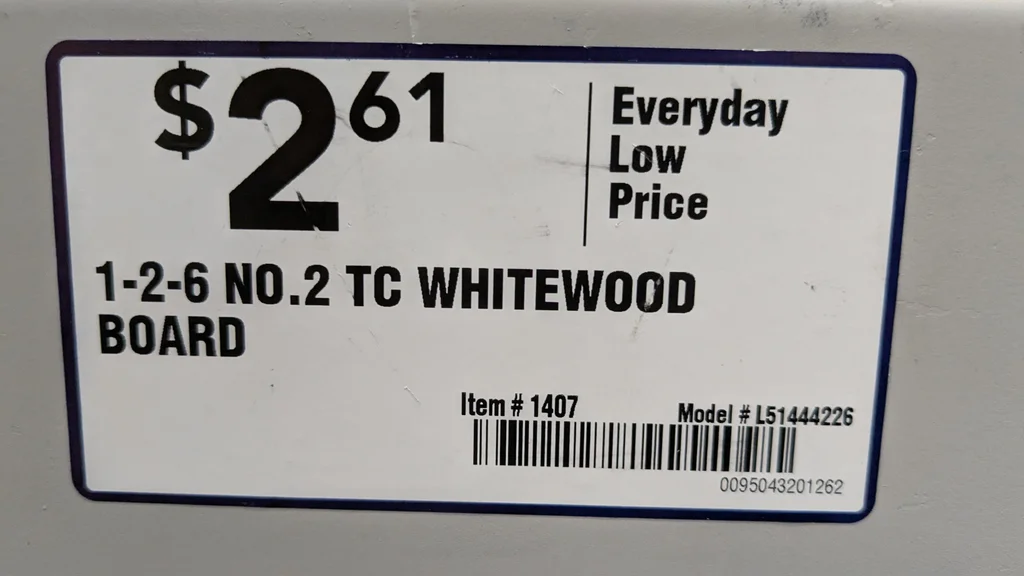 $2 61
Everyday
Low
Price
1-2-6 NO.2 TC WHITEWOOD
BOARD
Item # 1407
Model # L51444226
0095043201262